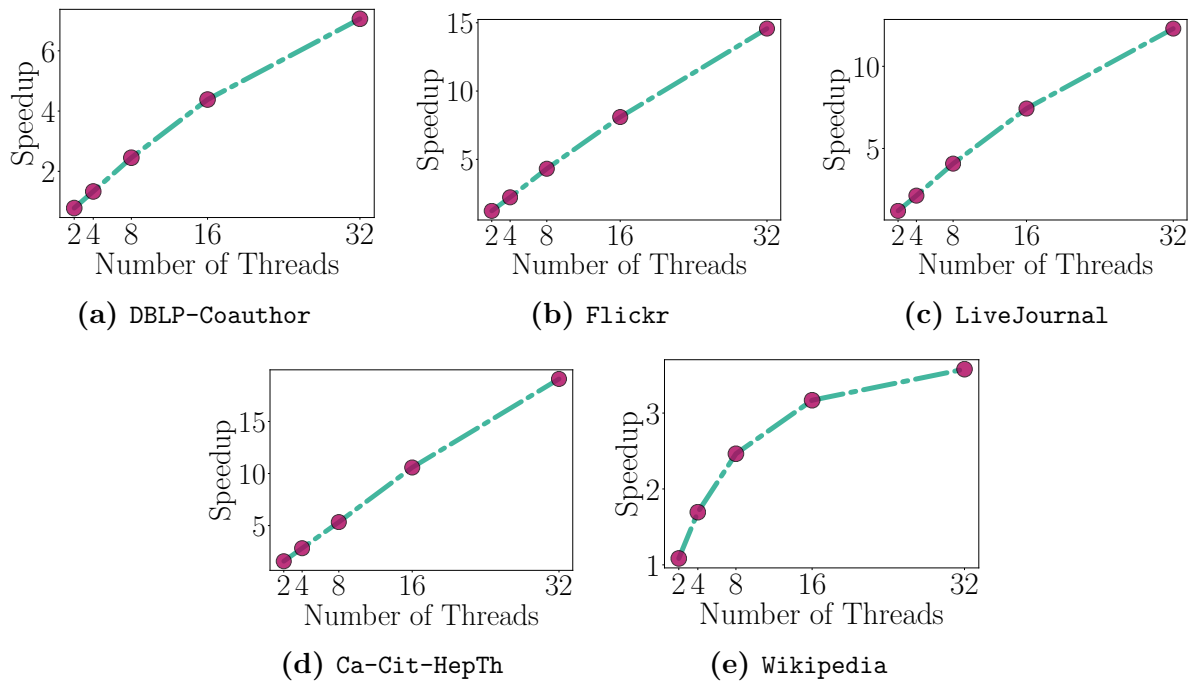 Speedup
6
4
2
2 4 8 16 32
Number of Threads
(a) DBLP-Coauthor
Speedup
15
10
5
2 4 8 16 32
Number of Threads
(b) Flickr
Speedup
10
5
2 4 8 16 32
Number of Threads
(c) LiveJournal
Speedup
15
10
5
2 4 8 16 32
Number of Threads
(d) Ca-Cit-HepTh
Speedup
3
2
1
2 4 8 16 32
Number of Threads
(e) Wikipedia